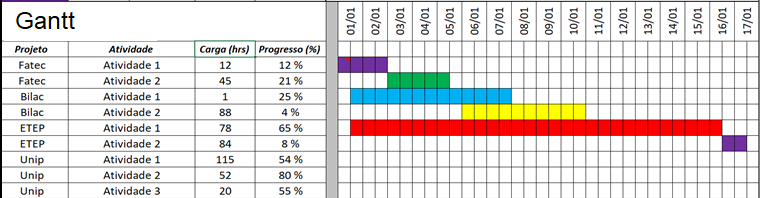 Gantt
01/01 02/01 03/01 04/01 05/01 06/01 07/01 08/01 09/01 10/01 11/01 12/01 13/01 14/01 15/01 16/01 17/01
Projeto Atividade Carga (hrs) Progresso (%)
Fatec Atividade 1 12 12 %
Fatec Atividade 2 45 21 %
Bilac Atividade 1 1 25 %
Bilac Atividade 2 88 4 %
ETEP Atividade 1 78 65 %
ETEP Atividade 2 84 8 %
Unip Atividade 1 115 54 %
Unip Atividade 2 52 80 %
Unip Atividade 3 20 55 %